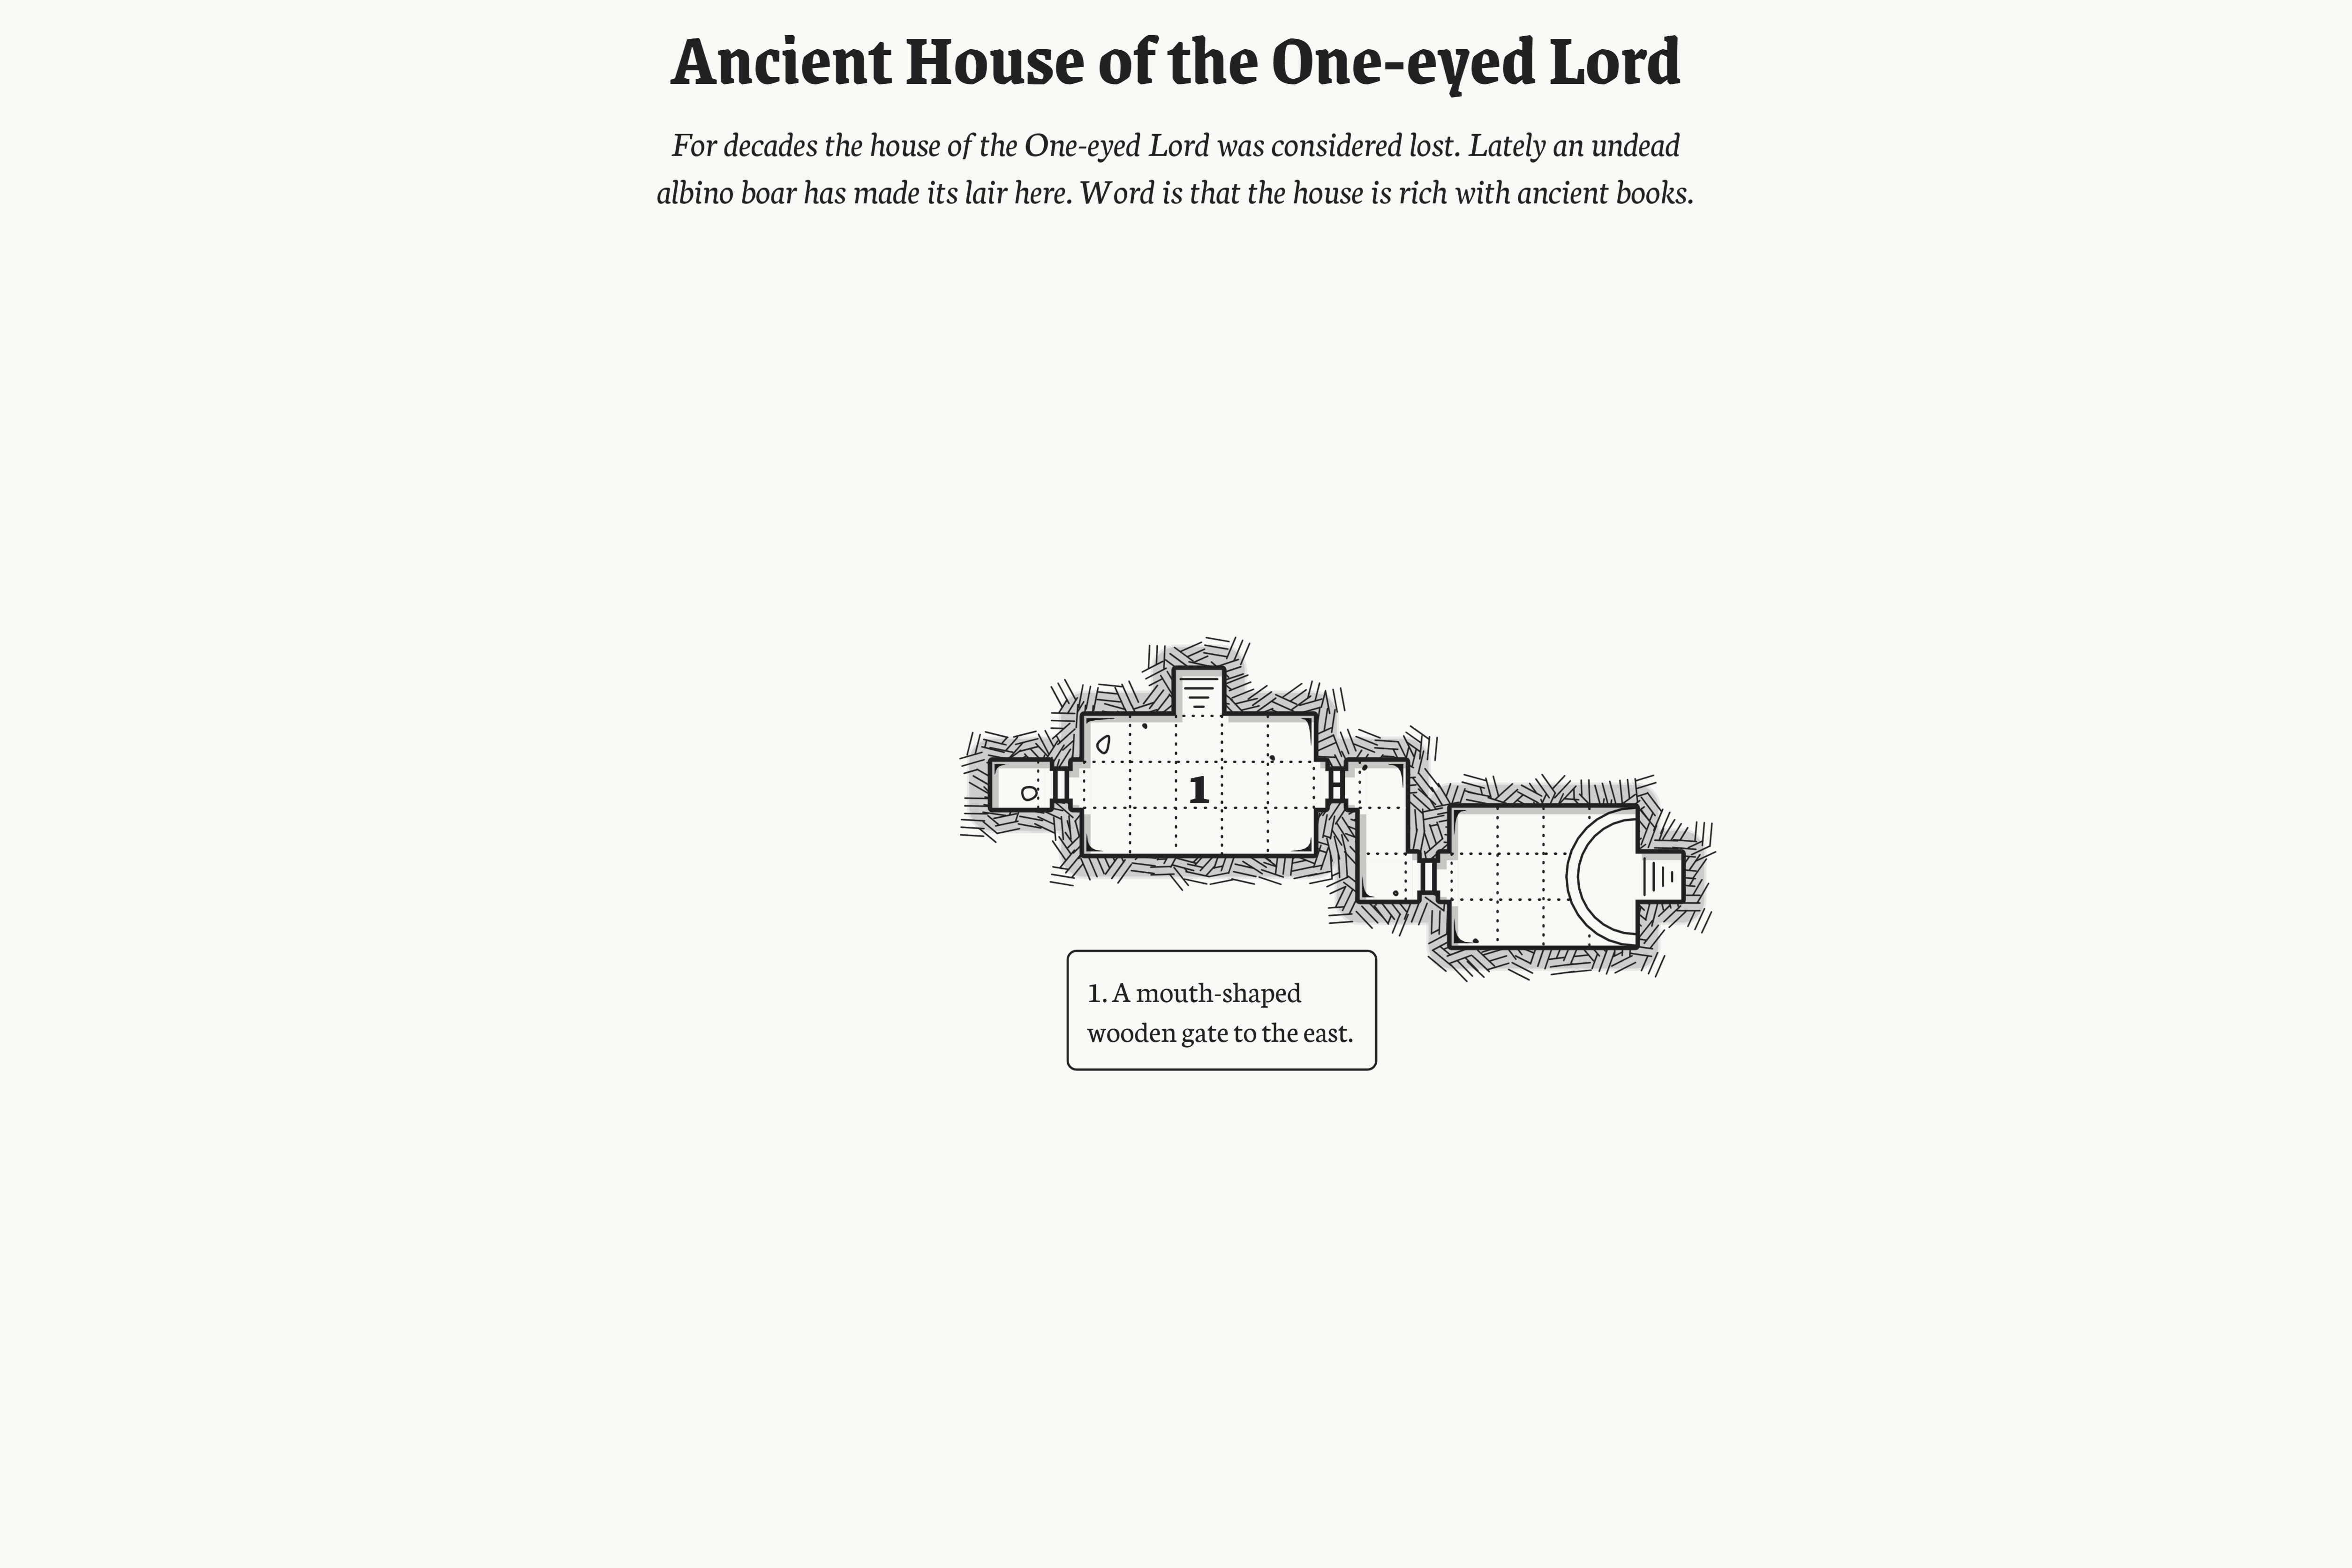 Ancient House of the One-eyed Lord
For decades the house of the One-eyed Lord was considered lost. Lately an undead
albino boar has made its lair here. Word is that the house is rich with ancient books.
1
1. A mouth-shaped
wooden gate to the east.